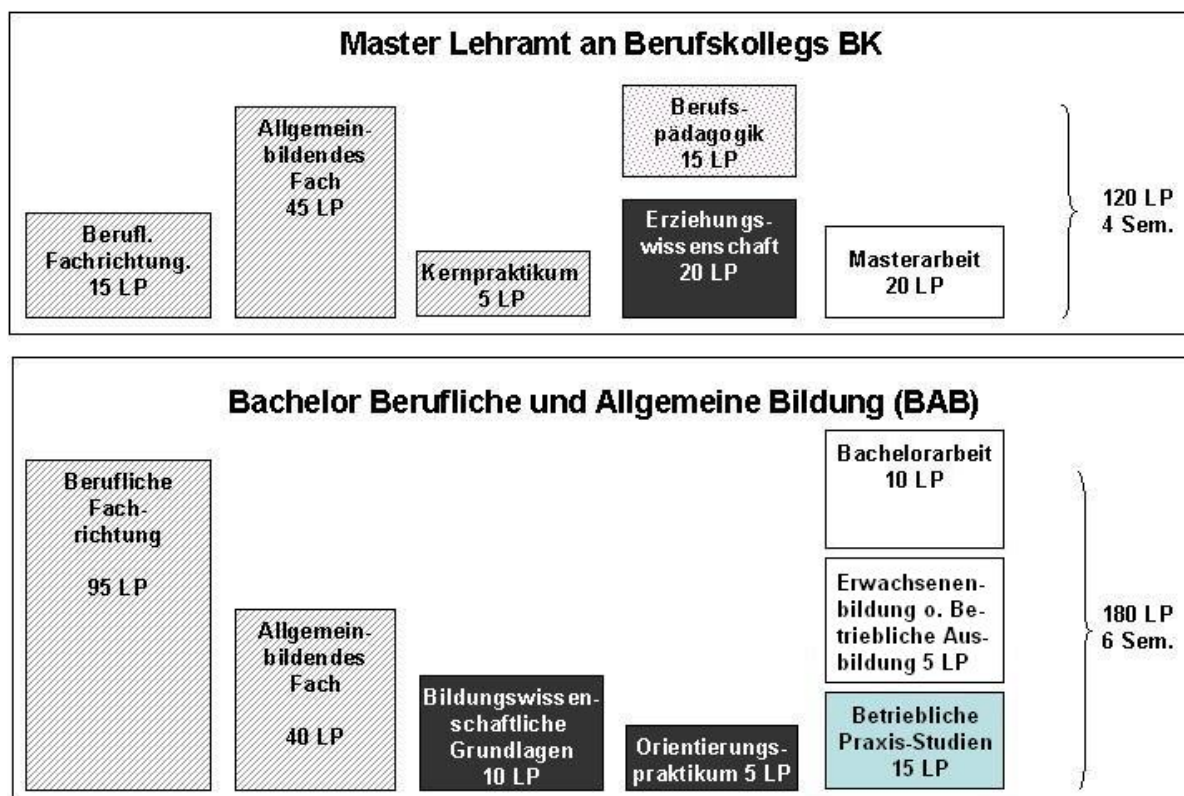 Master Lehramt an Berufskollegs BK
Berufl.
Fachrichtung.
15 LP
Allgemein-
bildendes
Fach
45 LP
Kernpraktikum
5 LP
Berufs-
pädagogik
15 LP
Erziehungs-
wissenschaft
20 LP
Masterarbeit
20 LP
120 LP
4 Sem.
Bachelor Berufliche und Allgemeine Bildung (BAB)
Berufliche
Fach-
richtung
95 LP
Allgemein-
bildendes
Fach
40 LP
Bildungswissen-
schaftliche
Grundlagen
10 LP
Orientierungs-
praktikum 5 LP
Bachelorarbeit
10 LP
Erwachsenen-
bildung o. Be-
triebliche Aus-
bildung 5 LP
Betriebliche
Praxis-Studien
15 LP
180 LP
6 Sem.